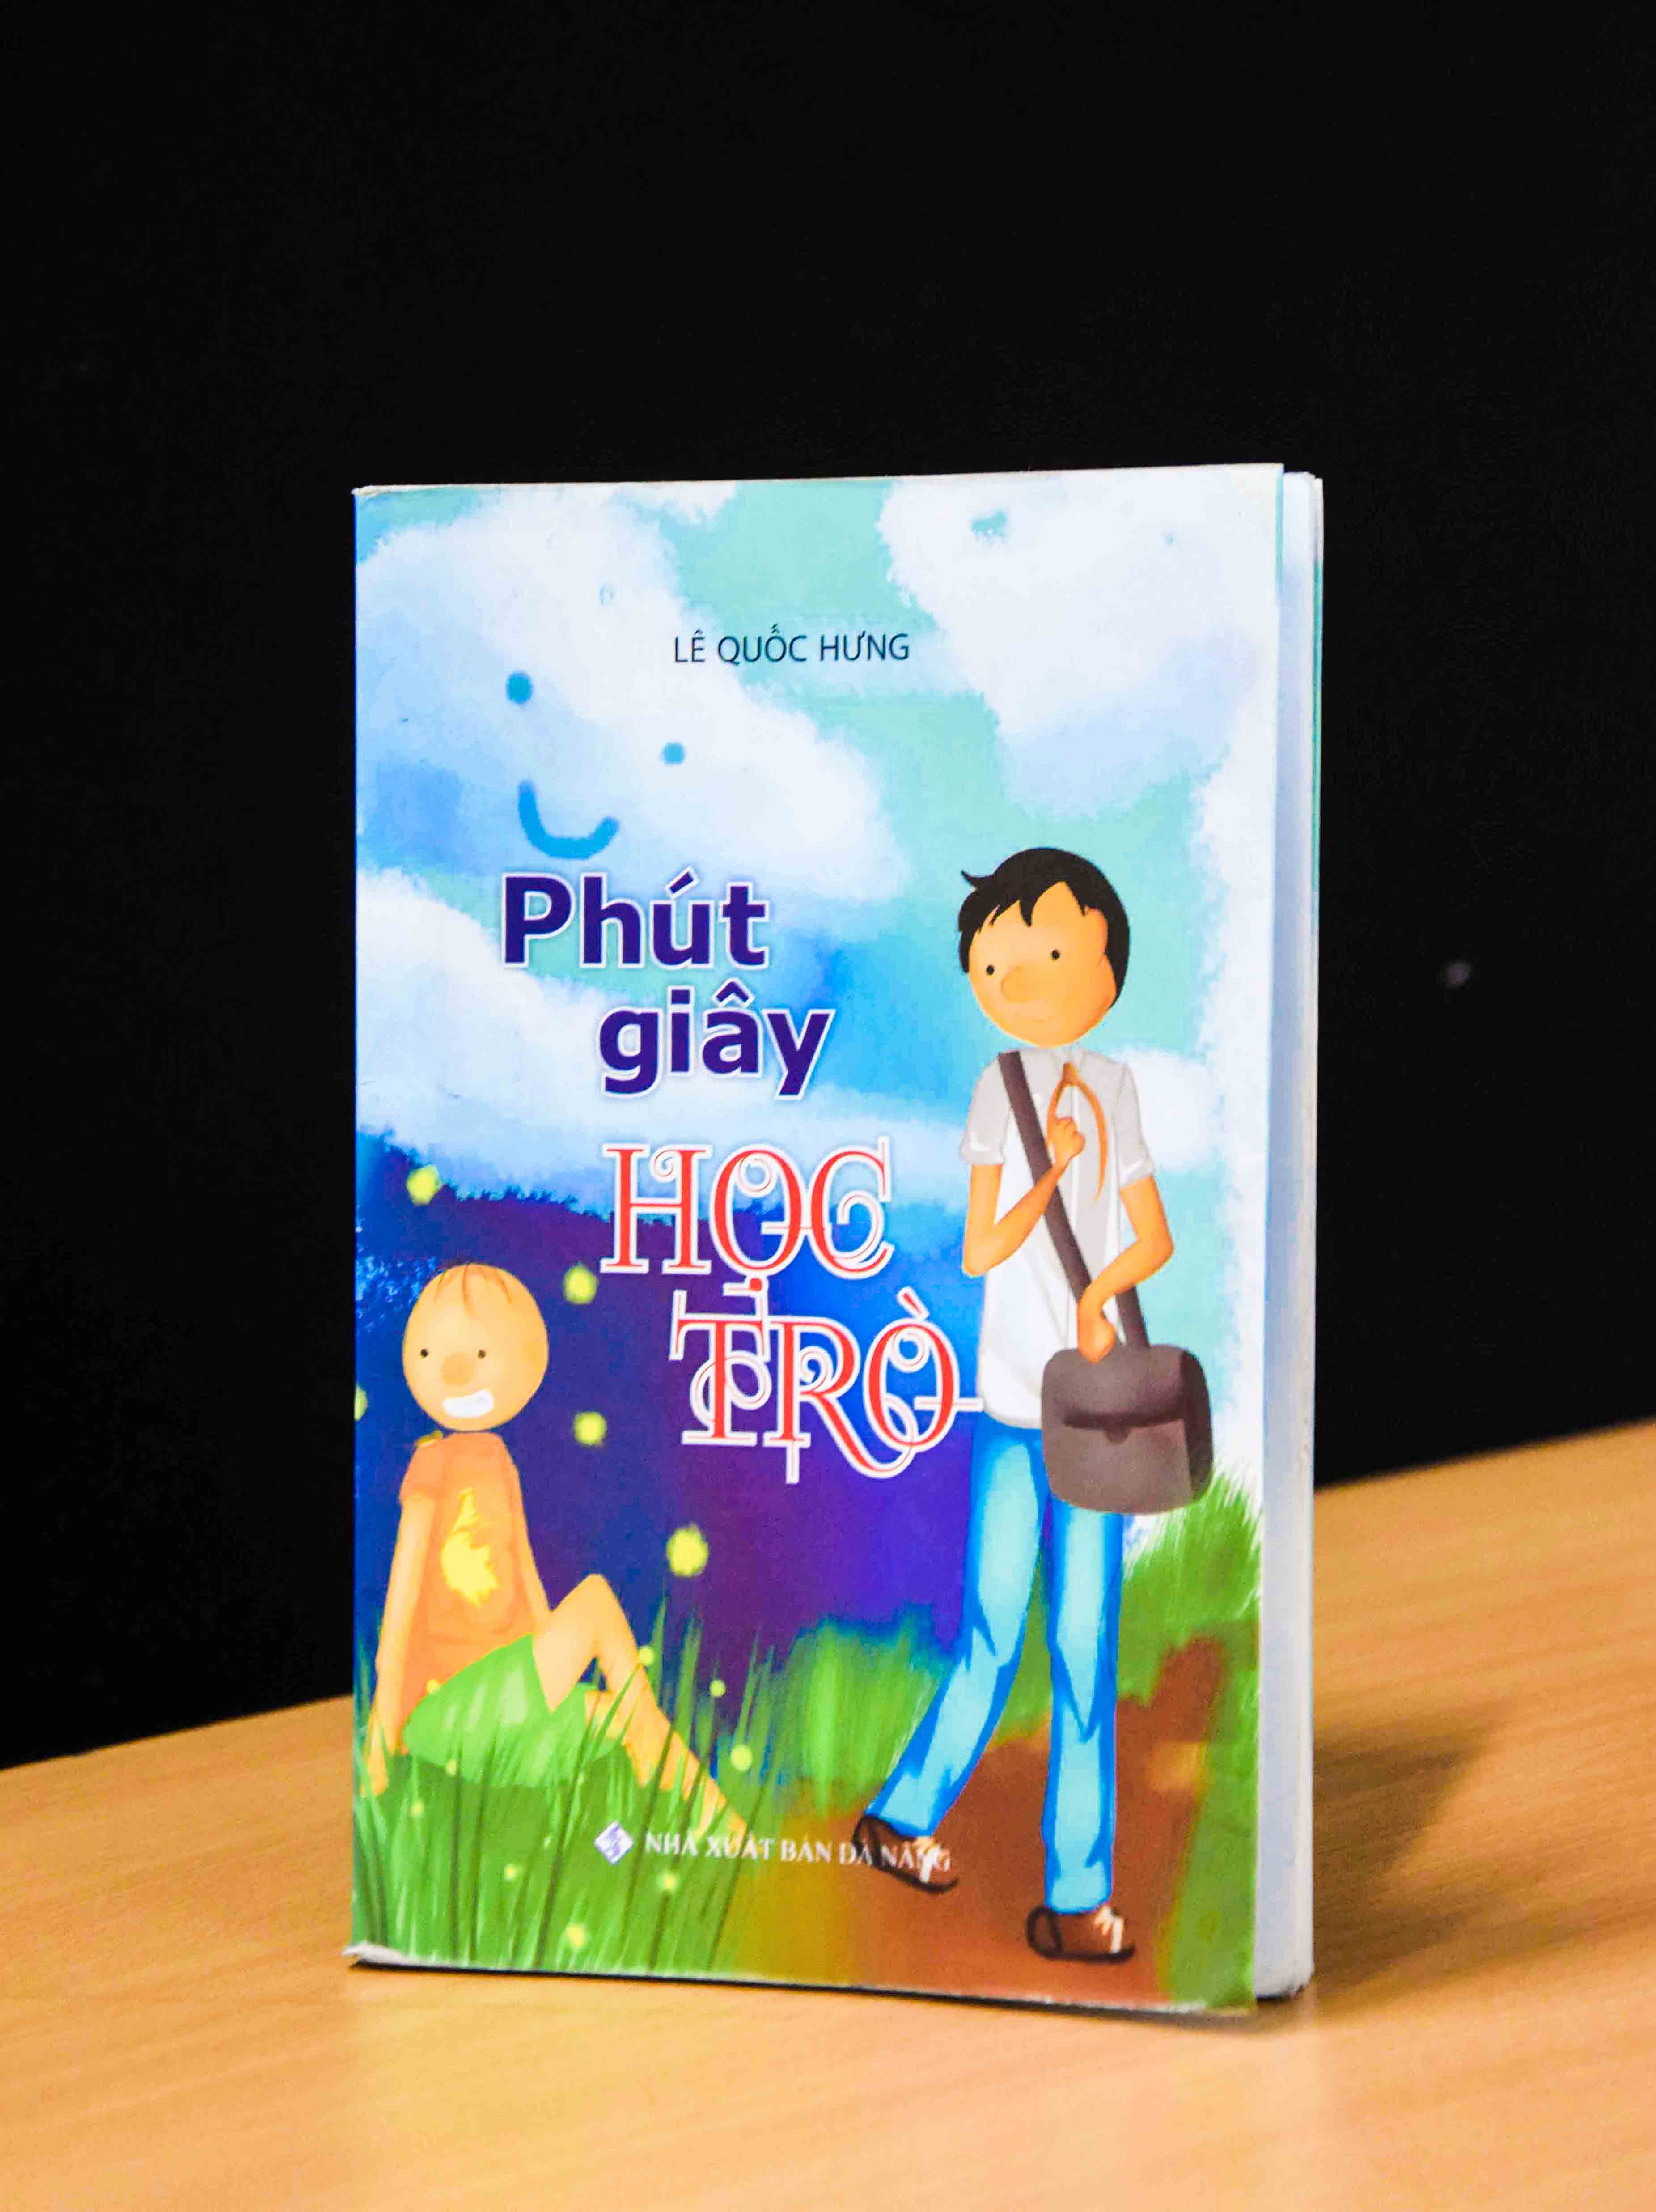 LÊ QUỐC HƯNG
Phút
giây
HỌC
TRÒ
NHÀ XUẤT BẢN ĐÀ NẴNG